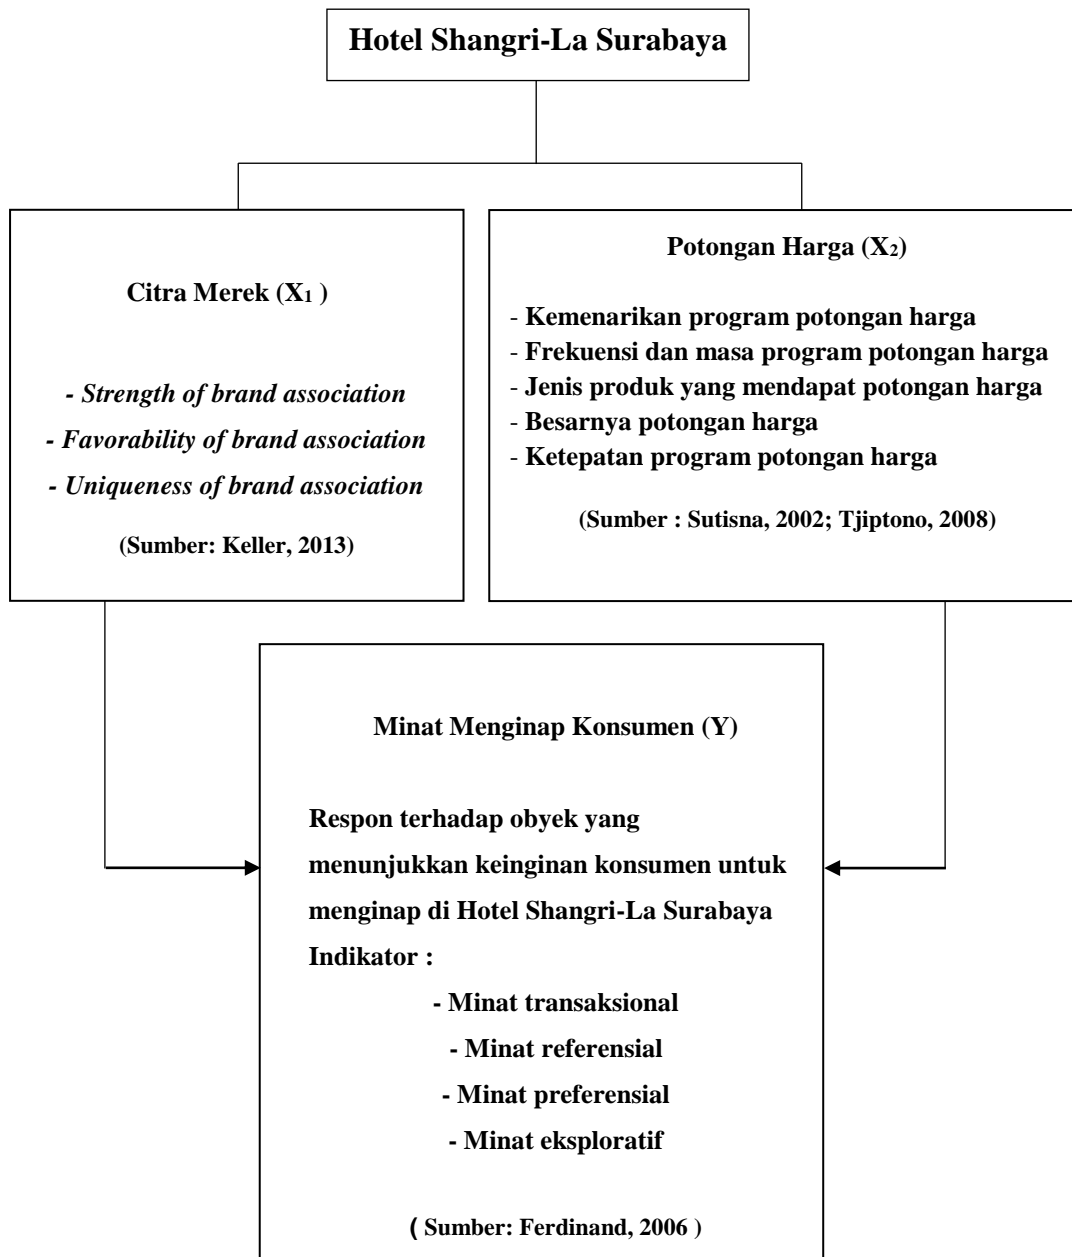 Hotel Shangri-La Surabaya
Citra Merek (X₁ )
- Strength of brand association
- Favorability of brand association
- Uniqueness of brand association
(Sumber: Keller, 2013)
Potongan Harga (X₂)
- Kemenarikan program potongan harga
- Frekuensi dan masa program potongan harga
- Jenis produk yang mendapat potongan harga
- Besarnya potongan harga
- Ketepatan program potongan harga
(Sumber : Sutisna, 2002; Tjiptono, 2008)
Minat Menginap Konsumen (Y)
Respon terhadap obyek yang
menunjukkan keinginan konsumen untuk
menginap di Hotel Shangri-La Surabaya
Indikator :
- Minat transaksional
- Minat referensial
- Minat preferensial
- Minat eksploratif
( Sumber: Ferdinand, 2006 )